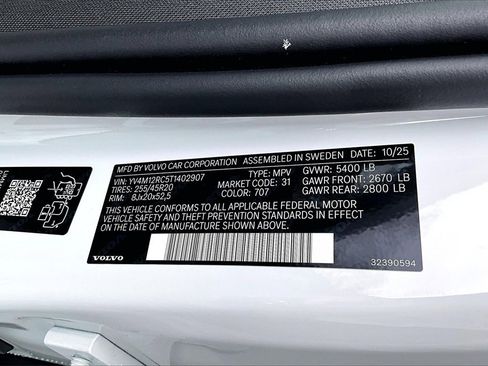 MFD BY VOLVO CAR CORPORATION ASSEMBLED IN SWEDEN DATE: 10/25
VIN: YV4M12RC5T1402907 TYPE: MPV GVWR: 5400 LB
TIRES: 255/45R20 MARKET: 31 GAWR FRONT: 2670 LB
RIM: 8Jx20x52,5 COLOR: 707 GAWR REAR: 2800 LB
THIS VEHICLE CONFORMS TO ALL APPLICABLE FEDERAL MOTOR
VEHICLE SAFETY AND THEFT PREVENTION STANDARDS IN EFFECT
ON THE DATE OF MANUFACTURE SHOWN ABOVE.
VOLVO 32390594